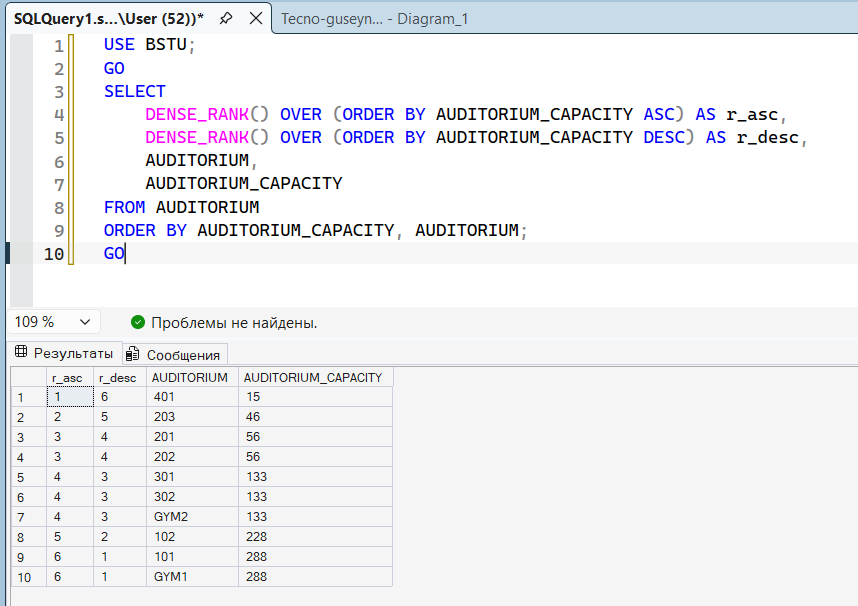 SQLQuery1.s...\User (52))*
Tecno-guseyn... - Diagram_1
1 USE BSTU;
2 GO
3 SELECT
4 DENSE_RANK() OVER (ORDER BY AUDITORIUM_CAPACITY ASC) AS r_asc,
5 DENSE_RANK() OVER (ORDER BY AUDITORIUM_CAPACITY DESC) AS r_desc,
6 AUDITORIUM,
7 AUDITORIUM_CAPACITY
8 FROM AUDITORIUM
9 ORDER BY AUDITORIUM_CAPACITY, AUDITORIUM;
10 GO
109 % Проблемы не найдены.
Результаты Сообщения
r_asc r_desc AUDITORIUM AUDITORIUM_CAPACITY
1 1 6 401 15
2 2 5 203 46
3 3 4 201 56
4 3 4 202 56
5 4 3 301 133
6 4 3 302 133
7 4 3 GYM2 133
8 5 2 102 228
9 6 1 101 288
10 6 1 GYM1 288